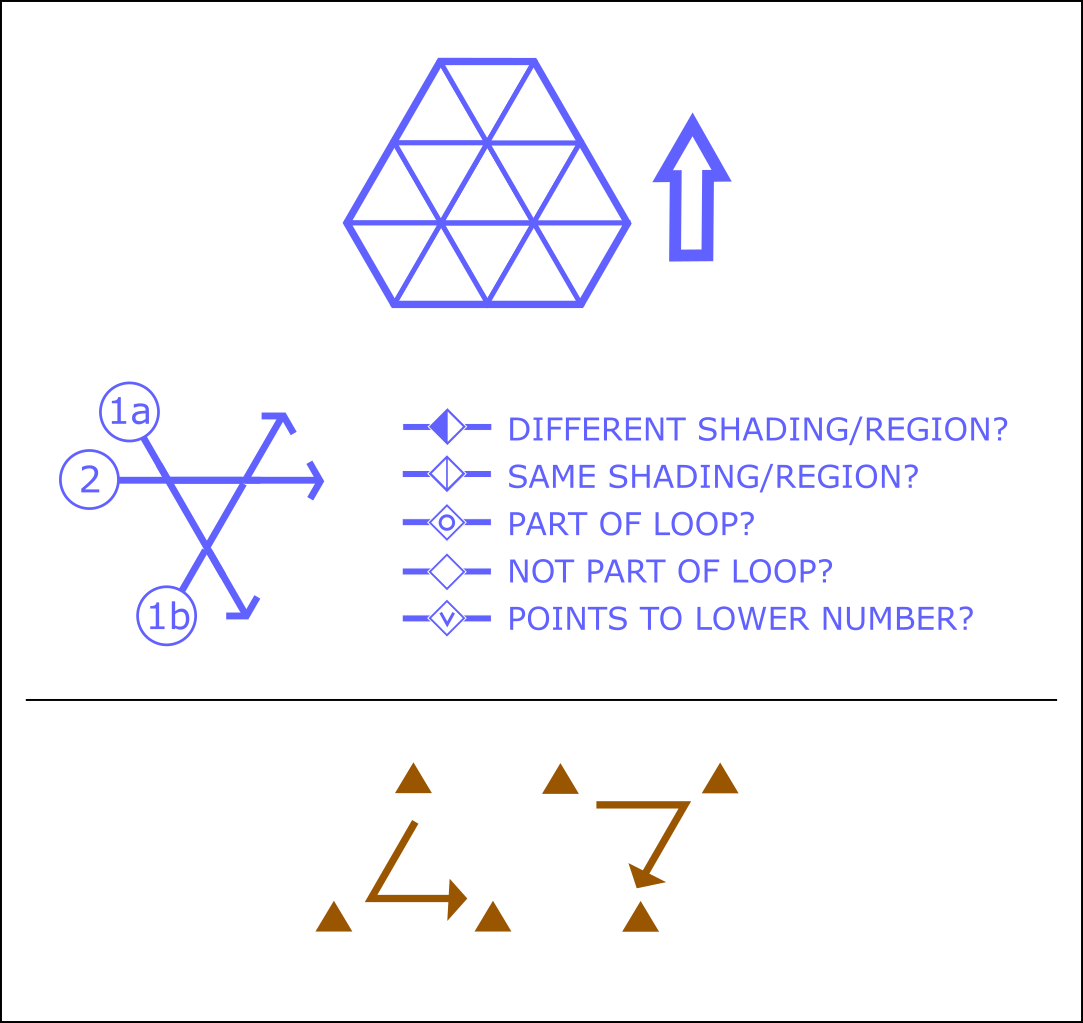 1a
2
1b
DIFFERENT SHADING/REGION?
SAME SHADING/REGION?
PART OF LOOP?
NOT PART OF LOOP?
POINTS TO LOWER NUMBER?